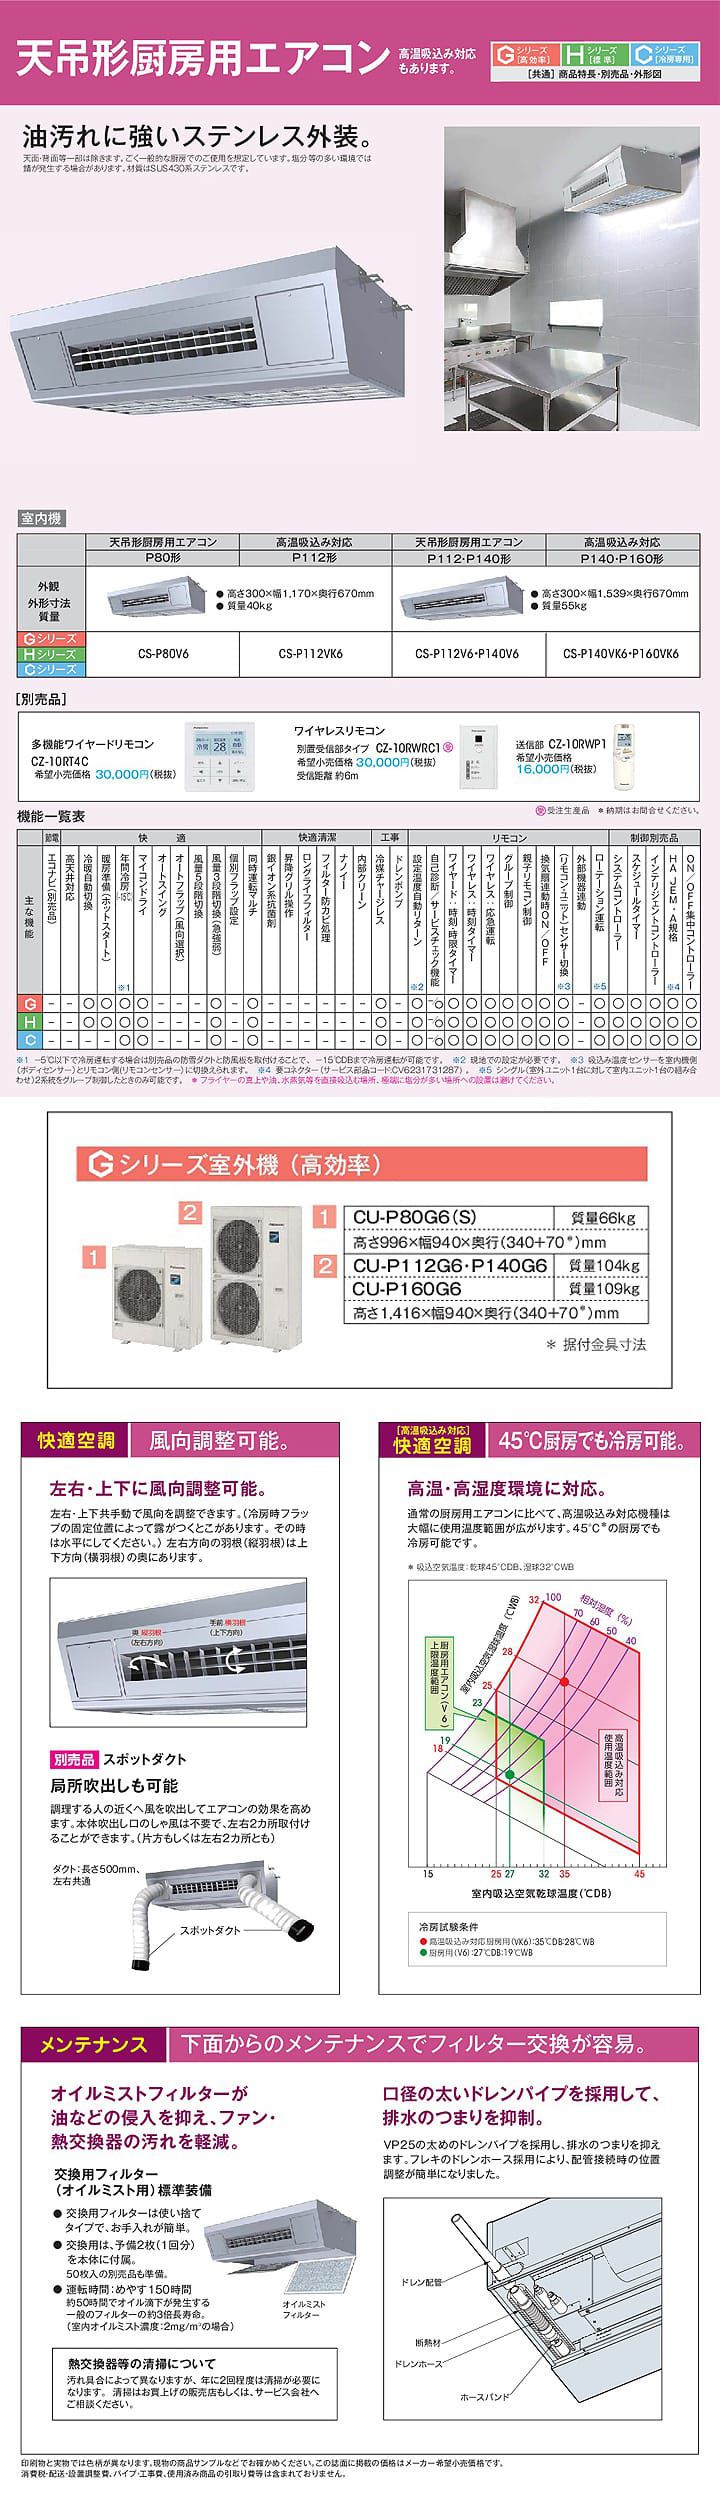 天吊形厨房用エアコン 高温吸込み対応
もあります。
Gシリーズ[高効率] Hシリーズ[標準] Cシリーズ[冷房専用]
[共通] 商品特長・別売品・外形図
油汚れに強いステンレス外装。
天面・背面等一部は除きます。ごく一般的な厨房でのご使用を想定しています。塩分等の多い環境では
錆が発生する場合があります。材質はSUS430系ステンレスです。
室内機
天吊形厨房用エアコン 高温吸込み対応 天吊形厨房用エアコン 高温吸込み対応
P80形 P112形 P112・P140形 P140・P160形
外観
外形寸法
質量
● 高さ300×幅1,170×奥行670mm
● 質量40kg
● 高さ300×幅1,539×奥行670mm
● 質量55kg
Gシリーズ
Hシリーズ
Cシリーズ
CS-P80V6 CS-P112VK6 CS-P112V6・P140V6 CS-P140VK6・P160VK6
[別売品]
多機能ワイヤードリモコン
CZ-10RT4C
希望小売価格 30,000円(税抜)
ワイヤレスリモコン
別置受信部タイプ CZ-10RWRC1 受
希望小売価格 30,000円(税抜)
受信距離 約6m
送信部 CZ-10RWP1
希望小売価格
16,000円(税抜)
受 受注生産品 *納期はお問合せください。
機能一覧表
節電 快適 快適清潔 工事 リモコン 制御別売品
主な機能
エコナビ(別売品)
高天井対応
冷暖自動切換
暖房準備(ホットスタート)
年間冷房(-15℃) ※1
マイコンドライ
オートスイング
オートフラップ(風向選択)
風量5段階切換
風量3段階切換(急強弱)
個別フラップ設定
同時運転マルチ
銀イオン系抗菌剤
昇降グリル操作
ロングライフフィルター
フィルター防カビ処理
ナノイー
内部クリーン
冷媒チャージレス
ドレンポンプ
設定温度自動リターン ※2
自己診断/サービスチェック機能
ワイヤード:時刻・時限タイマー
ワイヤレス:時刻タイマー
ワイヤレス:応急運転
グループ制御
親子リモコン制御
換気扇連動時ON/OFF
(リモコン・ユニット)センサー切換 ※3
外部機器連動
ローテーション運転 ※5
システムコントローラー
スケジュールタイマー
インテリジェントコントローラー
HA JEM-A規格 ※4
ON/OFF集中コントローラー
G – – ○ ○ ○ ○ – – – ○ – ○ – – – – – – ○ – ○ –/○ ○ ○ ○ ○ ○ ○ ○ – ○ ○ ○ ○ ○ ○
H – – ○ ○ ○ ○ – – – ○ – ○ – – – – – – ○ – ○ –/○ ○ ○ ○ ○ ○ ○ ○ – ○ ○ ○ ○ ○ ○
C – – – – ○ ○ – – – ○ – ○ – – – – – – ○ – ○ –/○ ○ ○ ○ ○ ○ ○ ○ – ○ ○ ○ ○ ○ ○
※1 −5℃以下で冷房運転する場合は別売品の防雪ダクトと防風板を取付けることで、−15℃DBまで冷房運転が可能です。 ※2 現地での設定が必要です。 ※3 吸込み温度センサーを室内機側
(ボディセンサー)とリモコン側(リモコンセンサー)に切換えられます。 ※4 要コネクター(サービス部品コード:CV6231731287)。 ※5 シングル(室外ユニット1台に対して室内ユニット1台の組み合
わせ)2系統をグループ制御したときのみ可能です。 *フライヤーの真上や油、水蒸気等を直接吸込む場所、極端に塩分が多い場所への設置は避けてください。
Gシリーズ室外機(高効率)
1
2
1 CU-P80G6(S) 質量66kg
高さ996×幅940×奥行(340+70*)mm
2 CU-P112G6・P140G6 質量104kg
CU-P160G6 質量109kg
高さ1,416×幅940×奥行(340+70*)mm
* 据付金具寸法
快適空調 風向調整可能。
左右・上下に風向調整可能。
左右・上下共手動で風向を調整できます。(冷房時フラッ
プの固定位置によって露がつくことがあります。その時
は水平にしてください。) 左右方向の羽根(縦羽根)は上
下方向(横羽根)の奥にあります。
奥 縦羽根
(左右方向)
手前 横羽根
(上下方向)
別売品 スポットダクト
局所吹出しも可能
調理する人の近くへ風を吹出してエアコンの効果を高め
ます。本体吹出し口のしゃ風は不要で、左右2カ所取付け
ることができます。(片方もしくは左右2カ所とも)
ダクト:長さ500mm、
左右共通
スポットダクト
[高温吸込み対応]
快適空調 45℃厨房でも冷房可能。
高温・高湿度環境に対応。
通常の厨房用エアコンに比べて、高温吸込み対応機種は
大幅に使用温度範囲が広がります。45℃*の厨房でも
冷房可能です。
* 吸込空気温度:乾球45℃DB、湿球32℃WB
室内吸込空気湿球温度(℃WB)
相対湿度(%)
32 100 70 60 50 40
28
25
23
19
18
厨房用エアコン(V6)
上限温度範囲
高温吸込み対応
使用温度範囲
15 25 27 32 35 45
室内吸込空気乾球温度(℃DB)
冷房試験条件
● 高温吸込み対応厨房用(VK6):35℃DB:28℃WB
● 厨房用(V6):27℃DB:19℃WB
メンテナンス 下面からのメンテナンスでフィルター交換が容易。
オイルミストフィルターが
油などの侵入を抑え、ファン・
熱交換器の汚れを軽減。
交換用フィルター
(オイルミスト用)標準装備
● 交換用フィルターは使い捨て
タイプで、お手入れが簡単。
● 交換用は、予備2枚(1回分)
を本体に付属。
50枚入の別売品も準備。
● 運転時間:めやす150時間
約50時間でオイル滴下が発生する
一般のフィルターの約3倍長寿命。
(室内オイルミスト濃度:2mg/m³の場合)
オイルミスト
フィルター
熱交換器等の清掃について
汚れ具合によって異なりますが、年に2回程度は清掃が必要に
なります。 清掃はお買上げの販売店もしくは、サービス会社へ
ご相談ください。
口径の太いドレンパイプを採用して、
排水のつまりを抑制。
VP25の太めのドレンパイプを採用し、排水のつまりを抑え
ます。フレキのドレンホース採用により、配管接続時の位置
調整が簡単になりました。
ドレン配管
断熱材
ドレンホース
ホースバンド
印刷物と実物では色柄が異なります。現物の商品サンプルなどでお確かめください。この誌面に掲載の価格はメーカー希望小売価格です。
消費税・配送・設置調整費、パイプ・工事費、使用済み商品の引取り費等は含まれておりません。